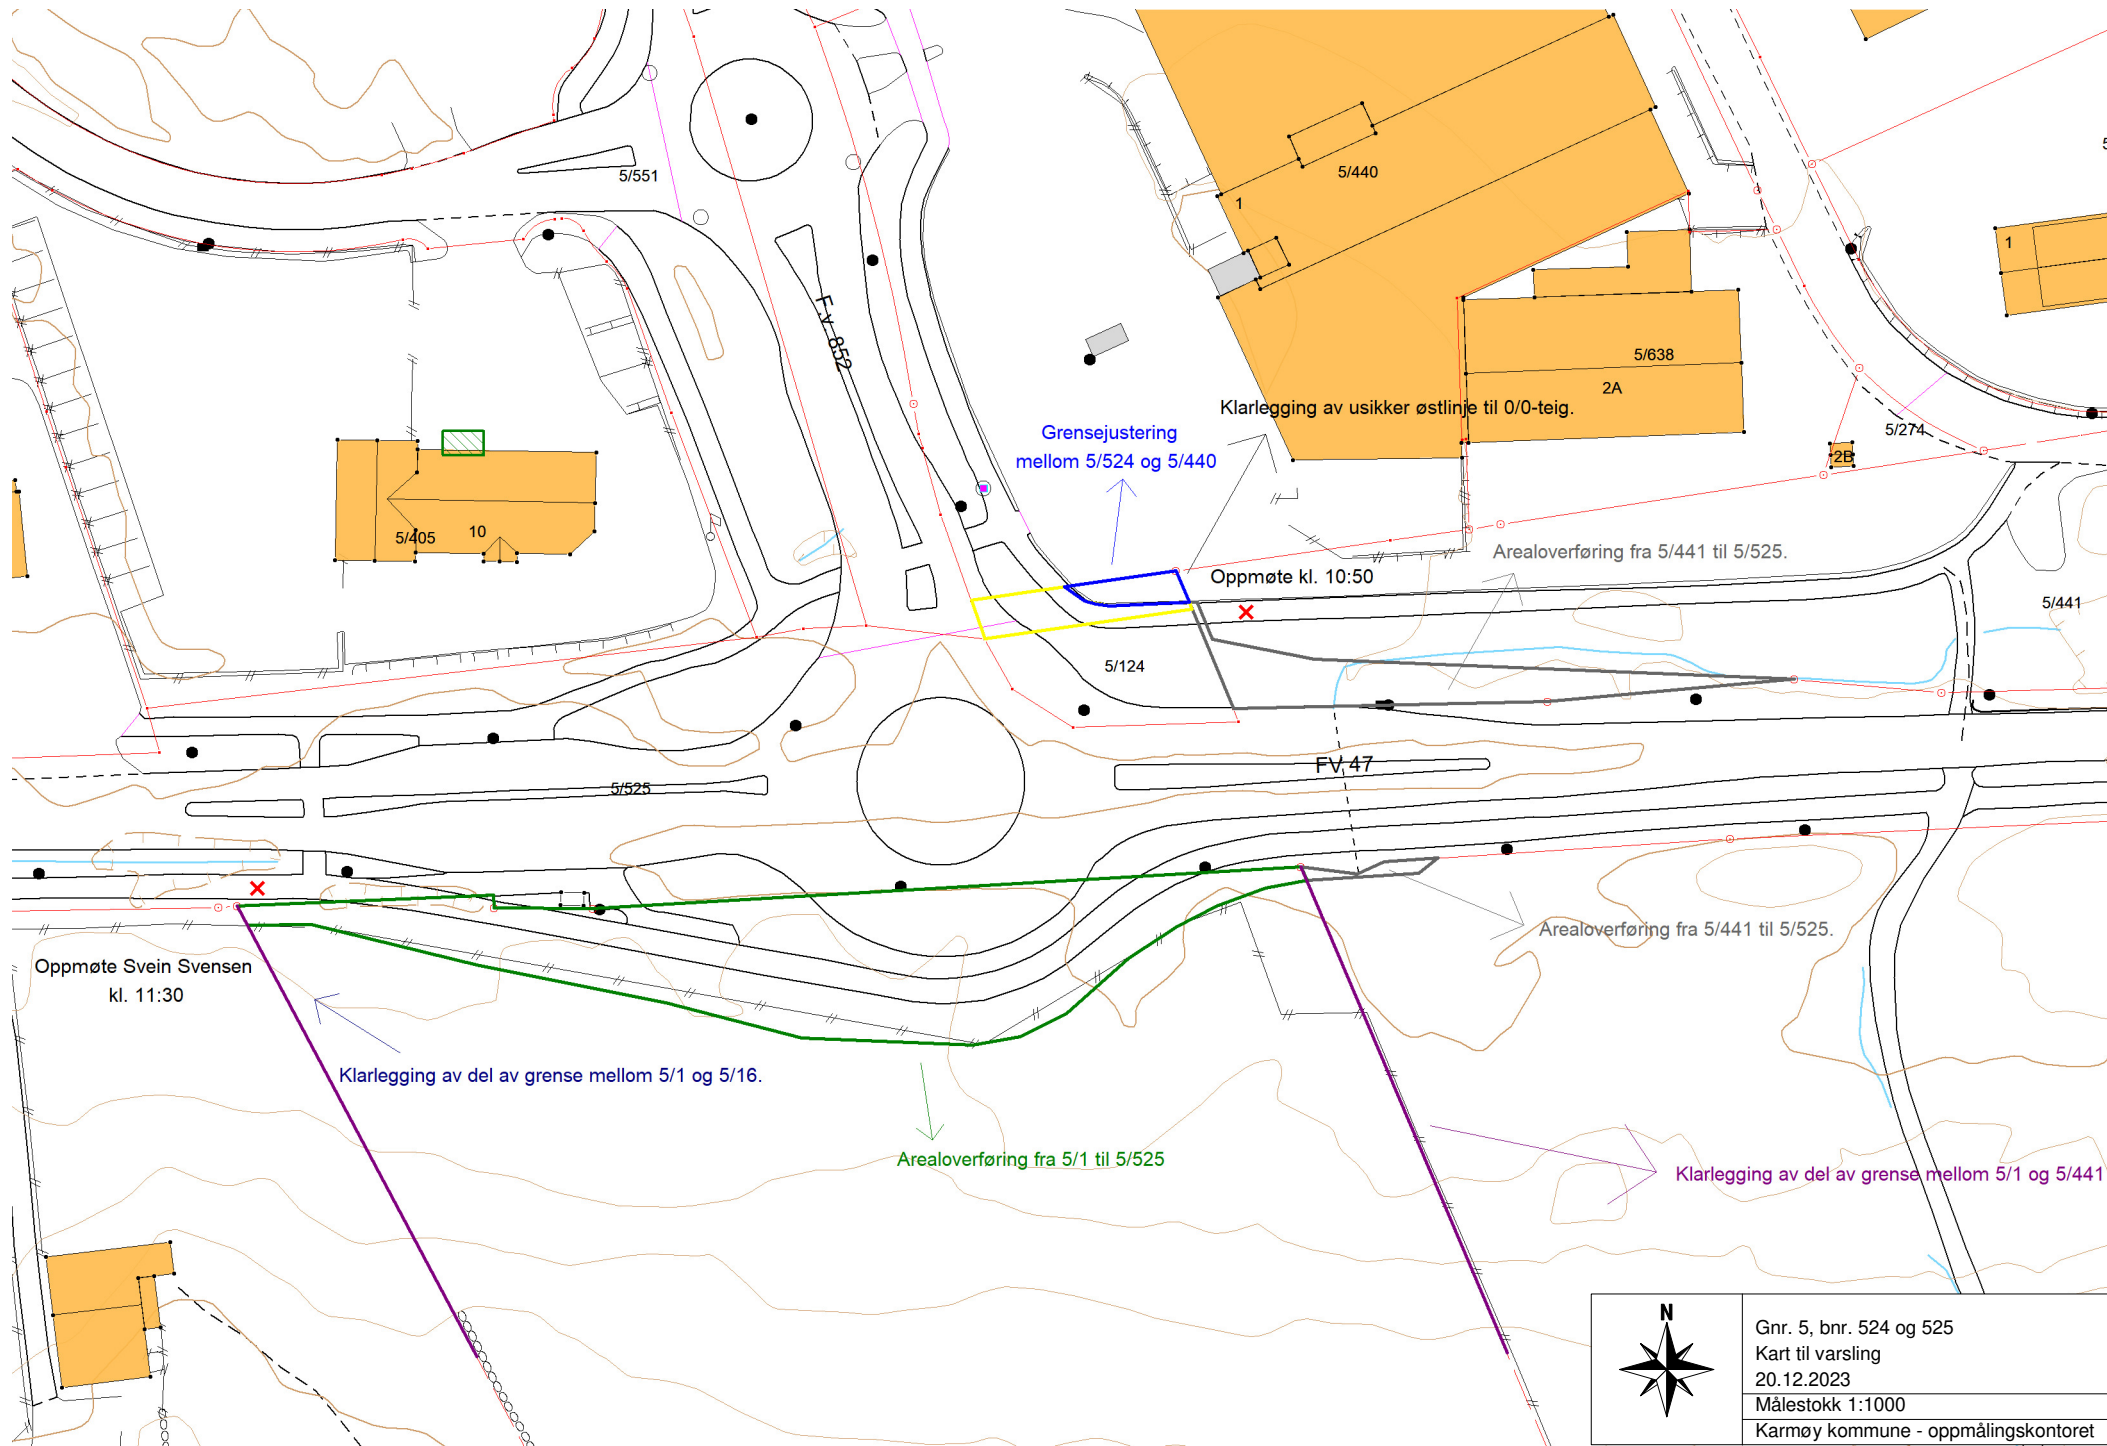 5/551
5/440
1
1
F.v. 852
5/638
2A
Klarlegging av usikker østlinje til 0/0-teig.
5/274
Grensejustering
mellom 5/524 og 5/440
2B
5/405
10
Arealoverføring fra 5/441 til 5/525.
Oppmøte kl. 10:50
5/441
5/124
FV 47
5/525
Arealoverføring fra 5/441 til 5/525.
Oppmøte Svein Svensen
kl. 11:30
Klarlegging av del av grense mellom 5/1 og 5/16.
Arealoverføring fra 5/1 til 5/525
Klarlegging av del av grense mellom 5/1 og 5/441
N
Gnr. 5, bnr. 524 og 525
Kart til varsling
20.12.2023
Målestokk 1:1000
Karmøy kommune - oppmålingskontoret